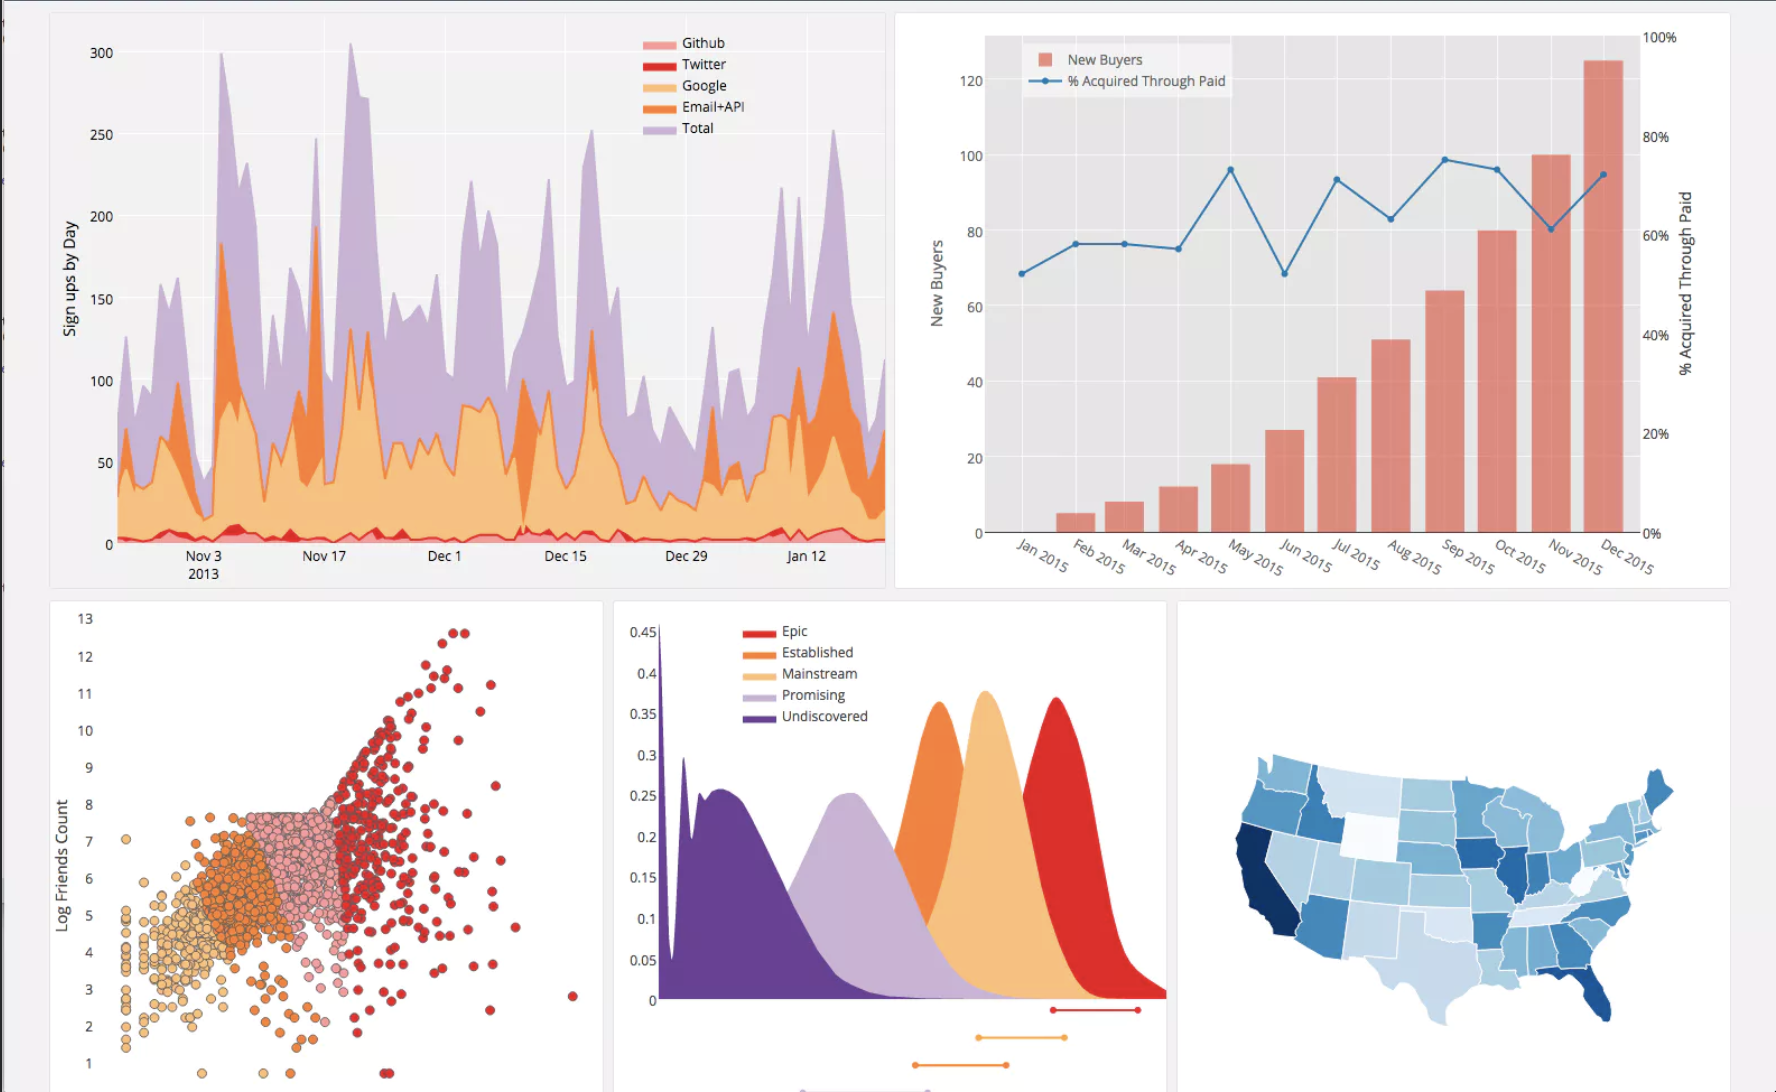 300
250
200
150
100
50
0
Sign ups by Day
Nov 3
2013
Nov 17
Dec 1
Dec 15
Dec 29
Jan 12
Github
Twitter
Google
Email+API
Total
New Buyers
% Acquired Through Paid
120
100
80
60
40
20
0
New Buyers
100%
80%
60%
40%
20%
0%
% Acquired Through Paid
Jan 2015
Feb 2015
Mar 2015
Apr 2015
May 2015
Jun 2015
Jul 2015
Aug 2015
Sep 2015
Oct 2015
Nov 2015
Dec 2015
13
12
11
10
9
8
7
6
5
4
3
2
1
Log Friends Count
0.45
0.4
0.35
0.3
0.25
0.2
0.15
0.1
0.05
0
Epic
Established
Mainstream
Promising
Undiscovered